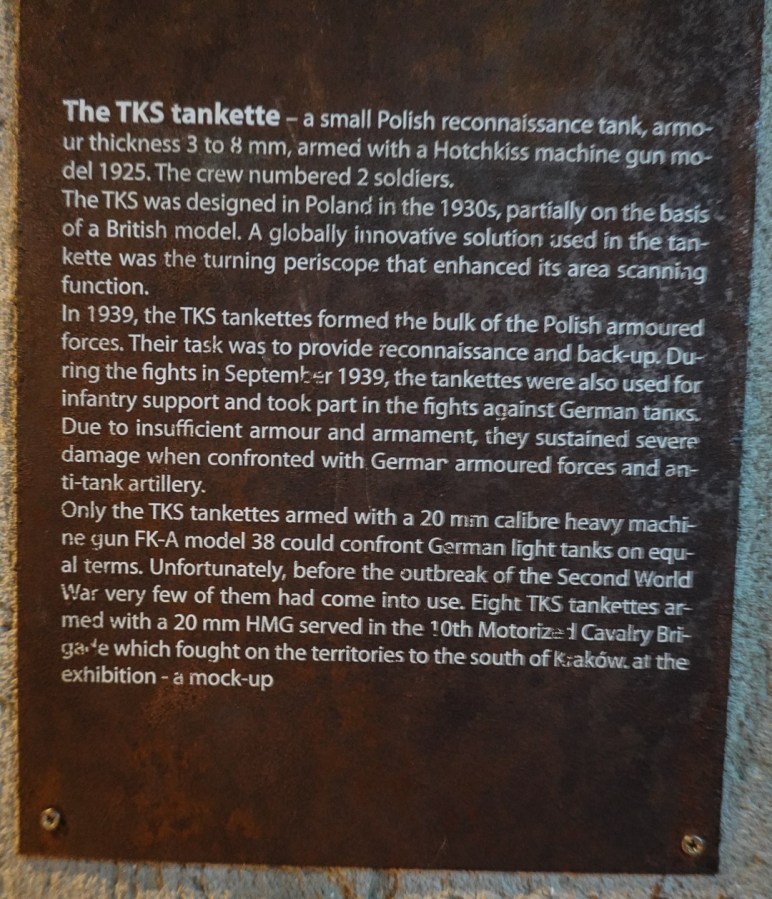 The TKS tankette – a small Polish reconnaissance tank, armo-
ur thickness 3 to 8 mm, armed with a Hotchkiss machine gun mo-
del 1925. The crew numbered 2 soldiers.
The TKS was designed in Poland in the 1930s, partially on the basis
of a British model. A globally innovative solution used in the tan-
kette was the turning periscope that enhanced its area scanning
function.
In 1939, the TKS tankettes formed the bulk of the Polish armoured
forces. Their task was to provide reconnaissance and back-up. Du-
ring the fights in September 1939, the tankettes were also used for
infantry support and took part in the fights against German tanks.
Due to insufficient armour and armament, they sustained severe
damage when confronted with German armoured forces and an-
ti-tank artillery.
Only the TKS tankettes armed with a 20 mm calibre heavy machi-
ne gun FK-A model 38 could confront German light tanks on equ-
al terms. Unfortunately, before the outbreak of the Second World
War very few of them had come into use. Eight TKS tankettes ar-
med with a 20 mm HMG served in the 10th Motorized Cavalry Bri-
gade which fought on the territories to the south of Kraków. at the
exhibition - a mock-up